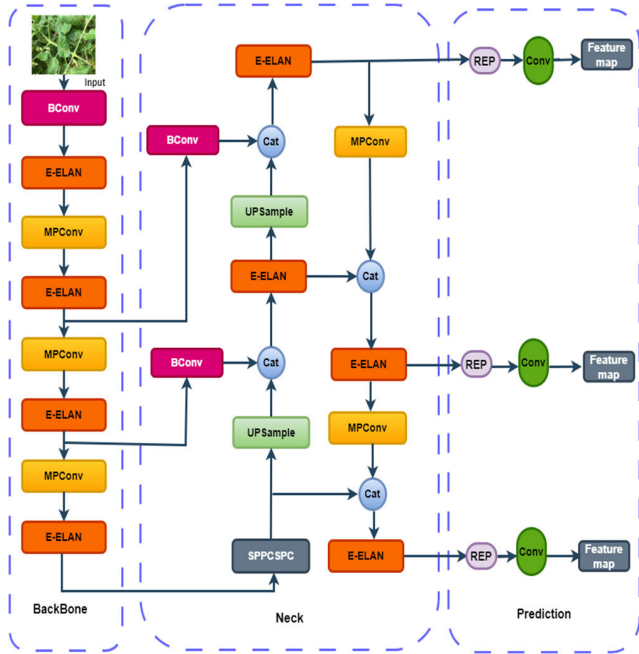 Input
BConv
E-ELAN
MPConv
E-ELAN
MPConv
E-ELAN
MPConv
E-ELAN
BackBone
E-ELAN
BConv
Cat
MPConv
UPSample
E-ELAN
Cat
BConv
Cat
E-ELAN
UPSample
MPConv
Cat
SPPCSPC
E-ELAN
Neck
REP
Conv
Feature
map
REP
Conv
Feature
map
REP
Conv
Feature
map
Prediction